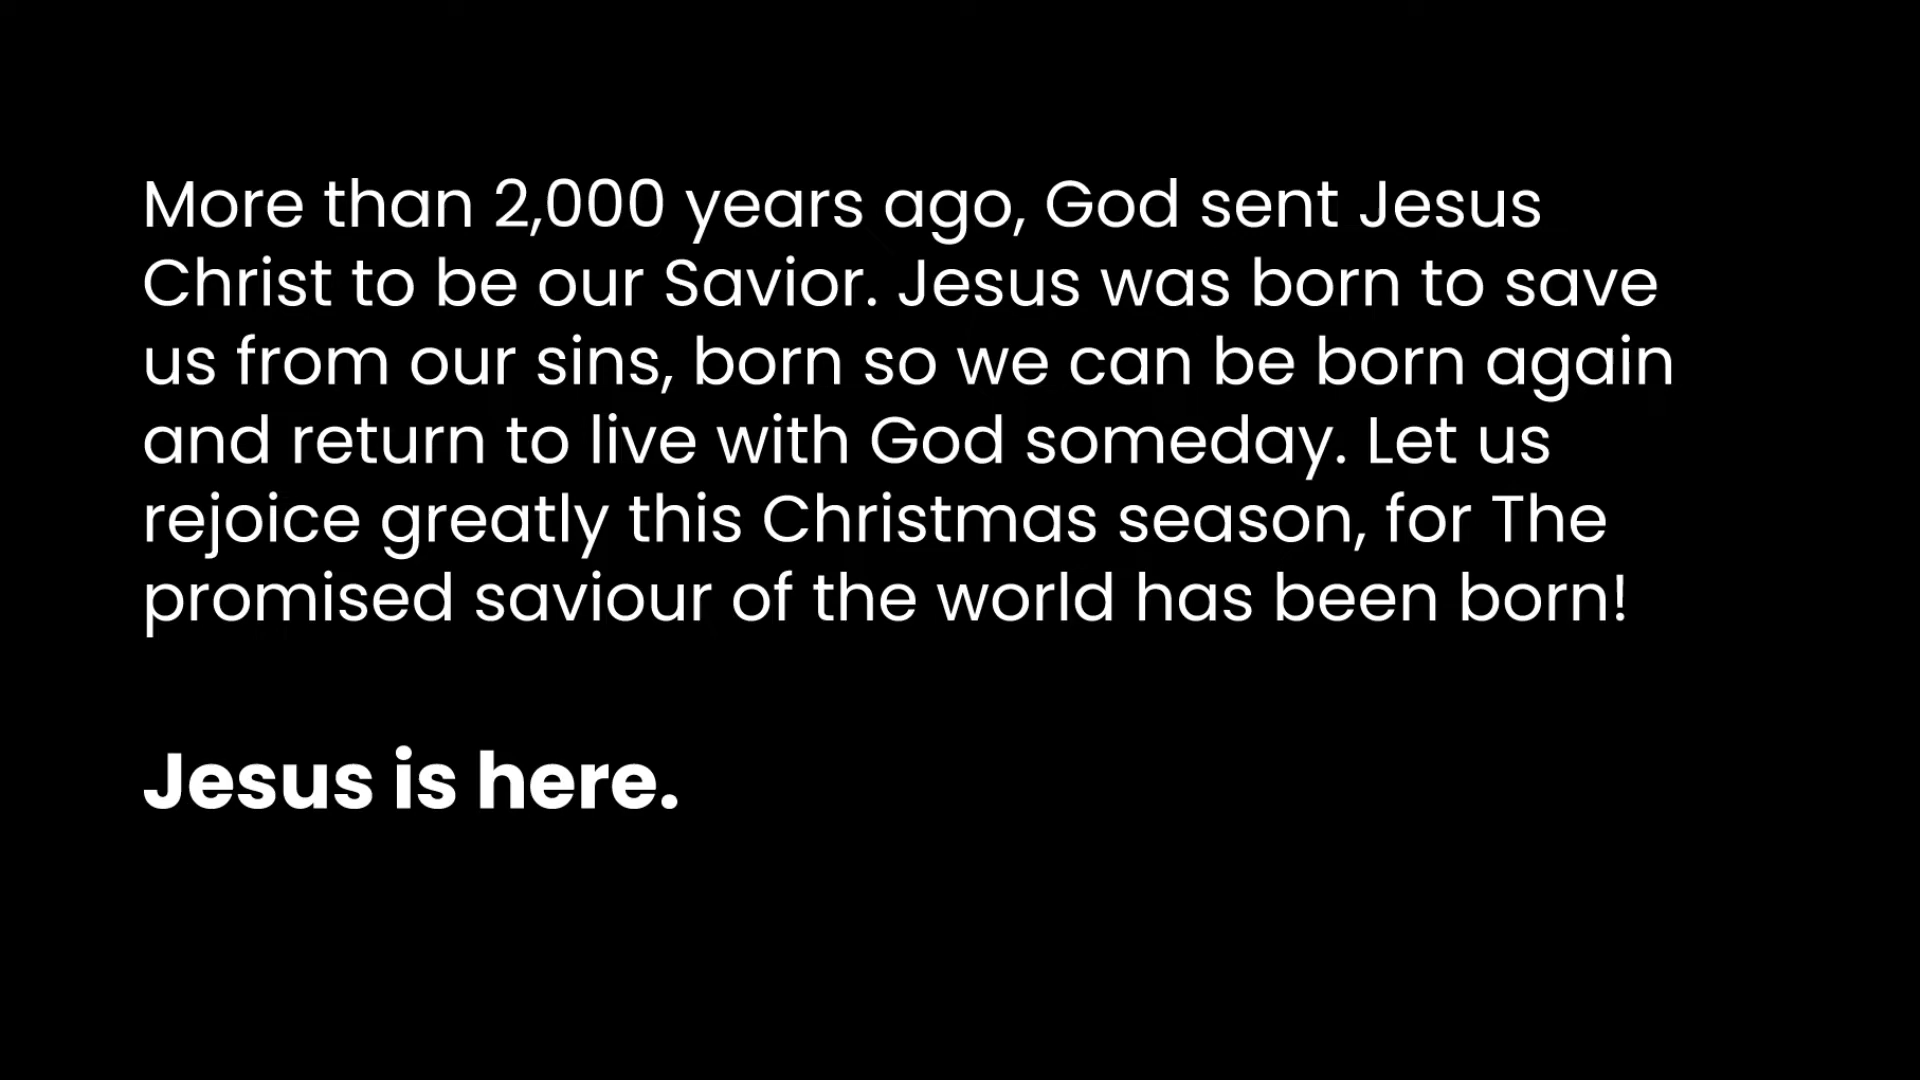 More than 2,000 years ago, God sent Jesus
Christ to be our Savior. Jesus was born to save
us from our sins, born so we can be born again
and return to live with God someday. Let us
rejoice greatly this Christmas season, for The
promised saviour of the world has been born!
Jesus is here.